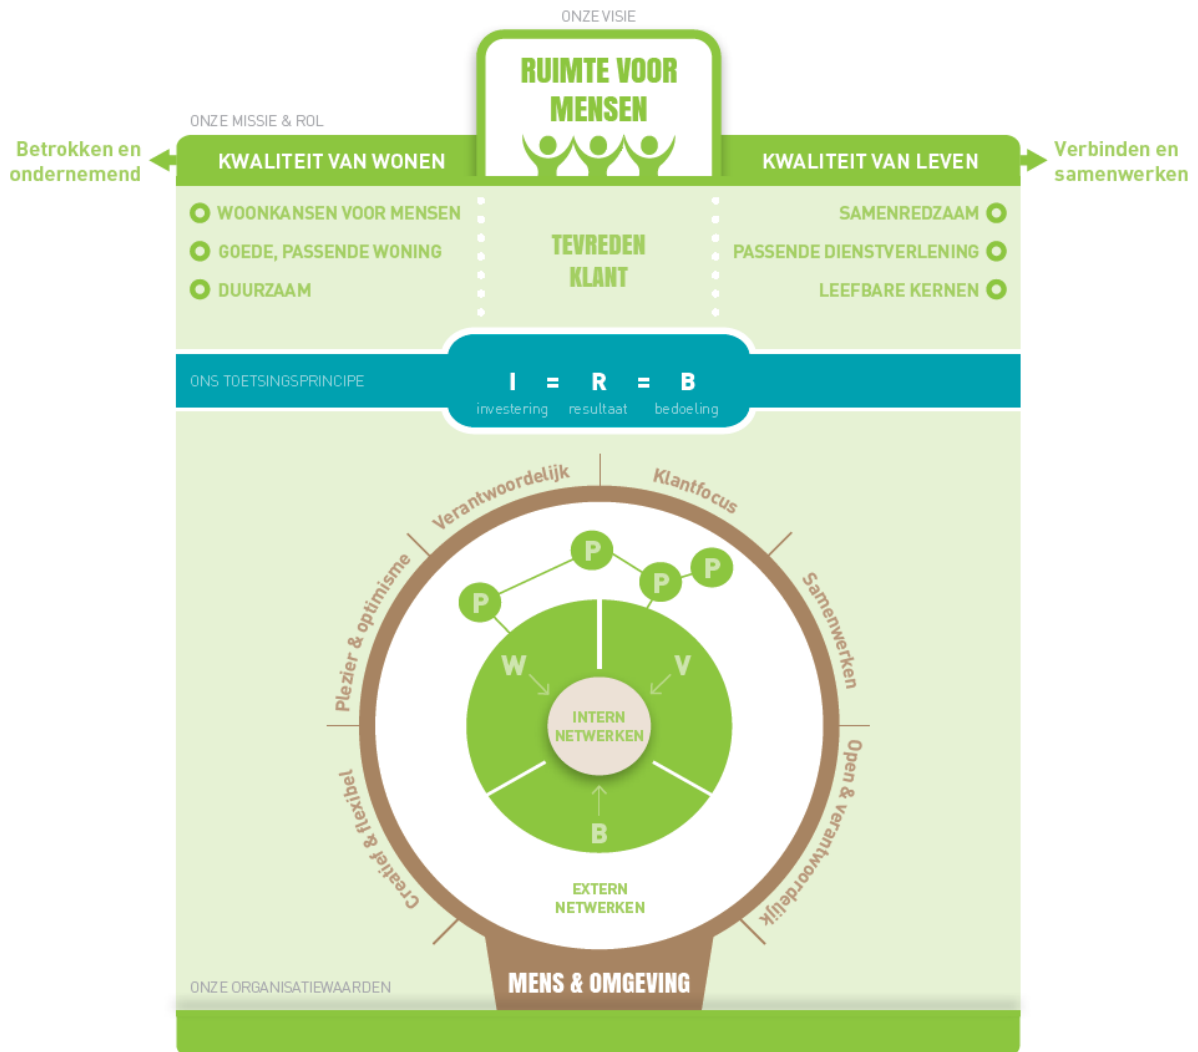 ONZE VISIE
RUIMTE VOOR
MENSEN
ONZE MISSIE & ROL
Betrokken en
ondernemend
KWALITEIT VAN WONEN
KWALITEIT VAN LEVEN
Verbinden en
samenwerken
WOONKANSEN VOOR MENSEN
GOEDE, PASSENDE WONING
DUURZAAM
TEVREDEN
KLANT
SAMENREDZAAM
PASSENDE DIENSTVERLENING
LEEFBARE KERNEN
ONS TOETSINGSPRINCIPE
I = R = B
investering resultaat bedoeling
Verantwoordelijk
Klantfocus
Plezier & optimisme
Samenwerken
Creatief & flexibel
Open & verantwoordelijk
P
P
P
P
W
V
INTERN
NETWERKEN
B
EXTERN
NETWERKEN
MENS & OMGEVING
ONZE ORGANISATIEWAARDEN